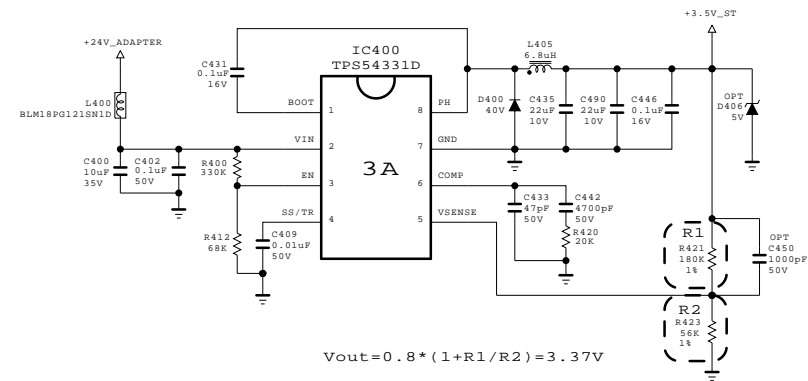 +3.5V_ST
+24V_ADAPTER
L400
BLM18PG121SN1D
C431
0.1uF
16V
IC400
TPS54331D
L405
6.8uH
BOOT
1
VIN
2
EN
3
SS/TR
4
3A
PH
8
GND
7
COMP
6
VSENSE
5
D400
40V
C435
22uF
10V
C490
22uF
10V
C446
0.1uF
16V
OPT
D406
5V
C400
10uF
35V
C402
0.1uF
50V
R400
330K
R412
68K
C409
0.01uF
50V
C433
47pF
50V
C442
4700pF
50V
R420
20K
R1
R421
180K
1%
OPT
C450
1000pF
50V
R2
R423
56K
1%
Vout=0.8*(1+R1/R2)=3.37V